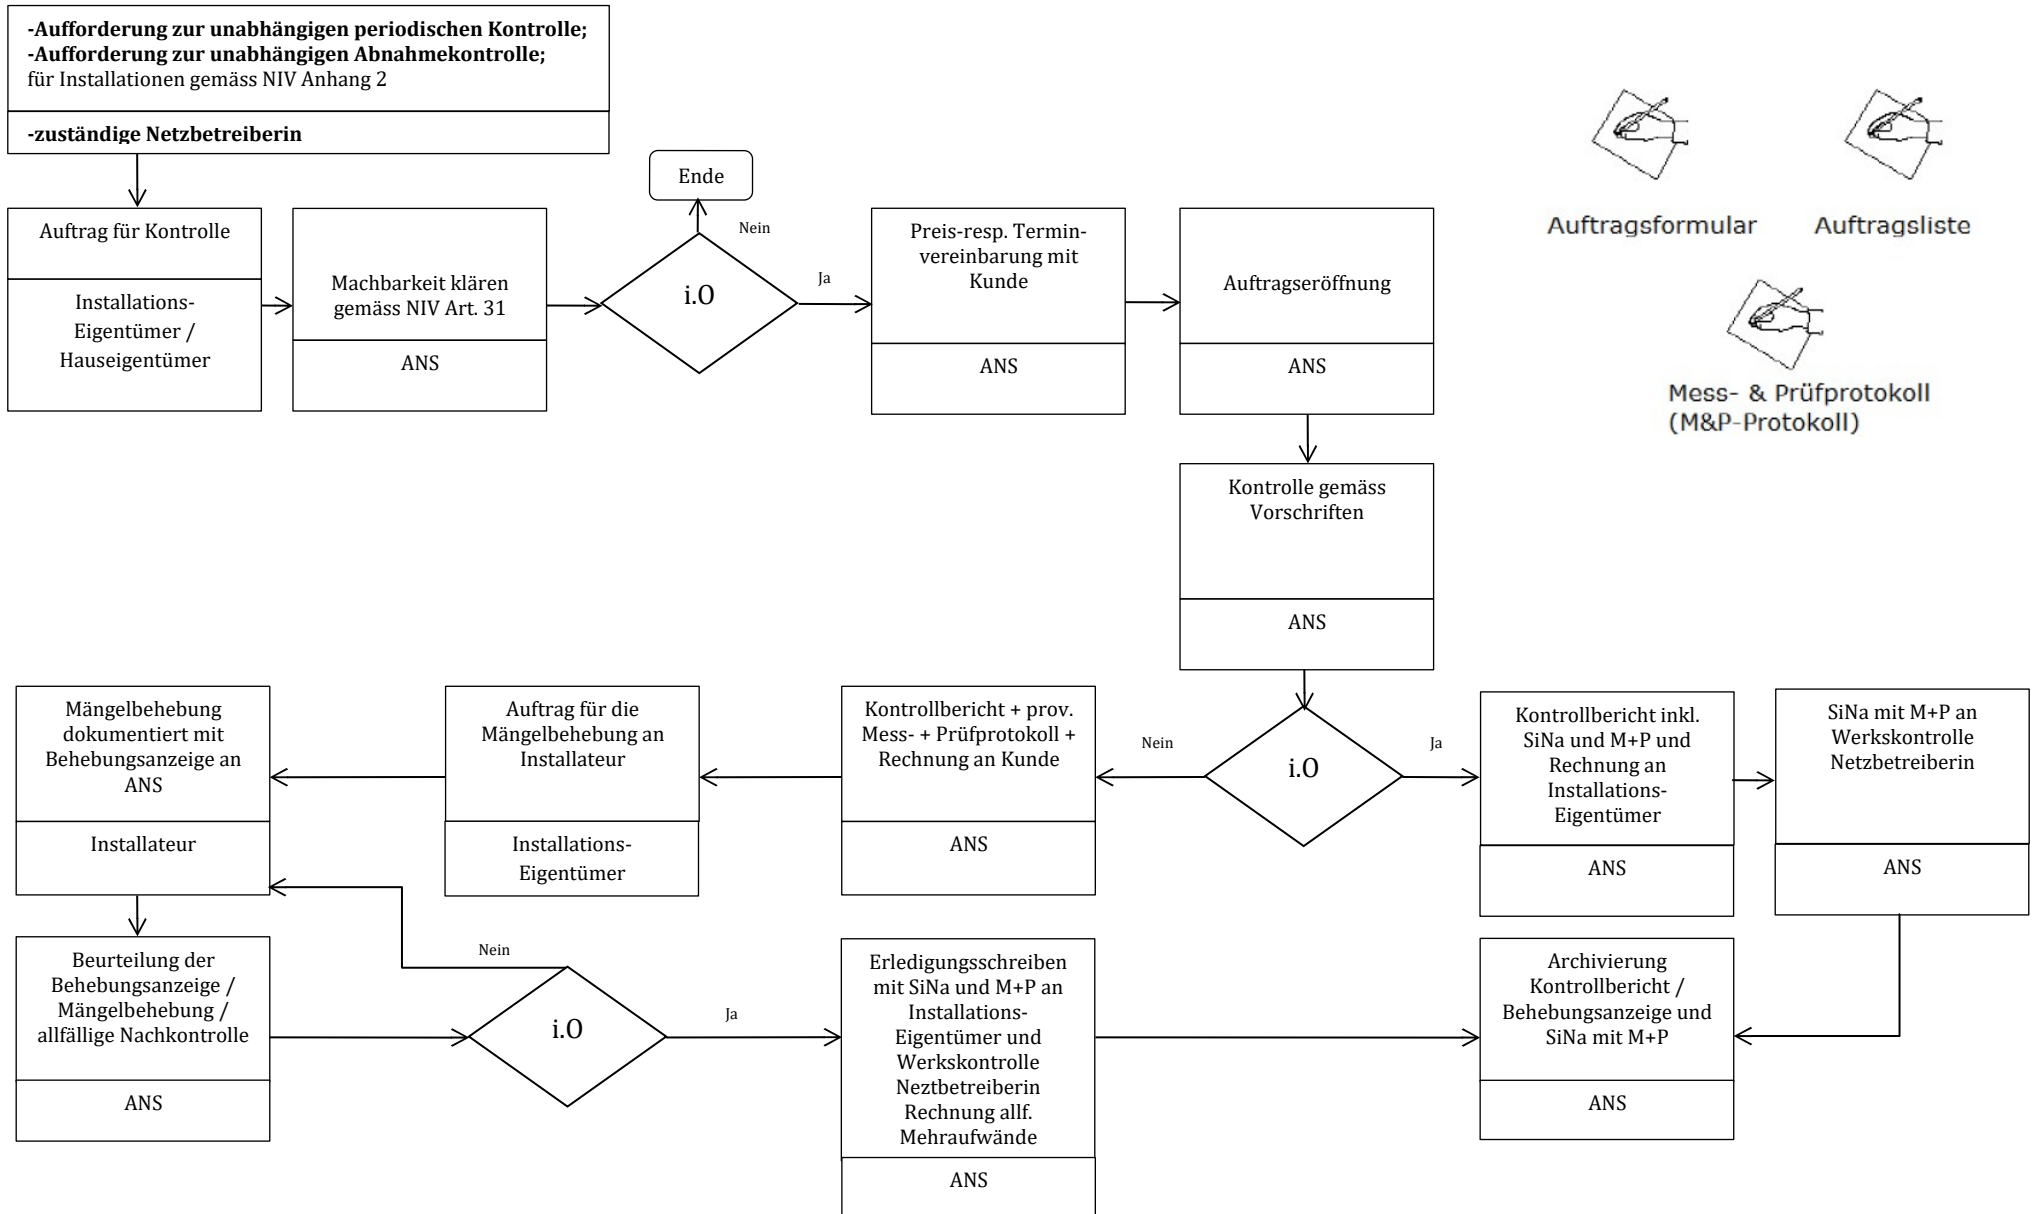 -Aufforderung zur unabhängigen periodischen Kontrolle;
-Aufforderung zur unabhängigen Abnahmekontrolle;
für Installationen gemäss NIV Anhang 2
-zuständige Netzbetreiberin
Auftragsformular
Auftragsliste
Mess- & Prüfprotokoll
(M&P-Protokoll)
Auftrag für Kontrolle
Installations-
Eigentümer /
Hauseigentümer
Machbarkeit klären
gemäss NIV Art. 31
ANS
Ende
Nein
i.O
Ja
Preis-resp. Termin-
vereinbarung mit
Kunde
ANS
Auftragseröffnung
ANS
Kontrolle gemäss
Vorschriften
ANS
i.O
Nein
Ja
Kontrollbericht inkl.
SiNa und M+P und
Rechnung an
Installations-
Eigentümer
ANS
SiNa mit M+P an
Werkskontrolle
Netzbetreiberin
ANS
Kontrollbericht + prov.
Mess- + Prüfprotokoll +
Rechnung an Kunde
ANS
Auftrag für die
Mängelbehebung an
Installateur
Installations-
Eigentümer
Mängelbehebung
dokumentiert mit
Behebungsanzeige an
ANS
Installateur
Beurteilung der
Behebungsanzeige /
Mängelbehebung /
allfällige Nachkontrolle
ANS
Nein
i.O
Ja
Erledigungsschreiben
mit SiNa und M+P an
Installations-
Eigentümer und
Werkskontrolle
Neztbetreiberin
Rechnung allf.
Mehraufwände
ANS
Archivierung
Kontrollbericht /
Behebungsanzeige und
SiNa mit M+P
ANS